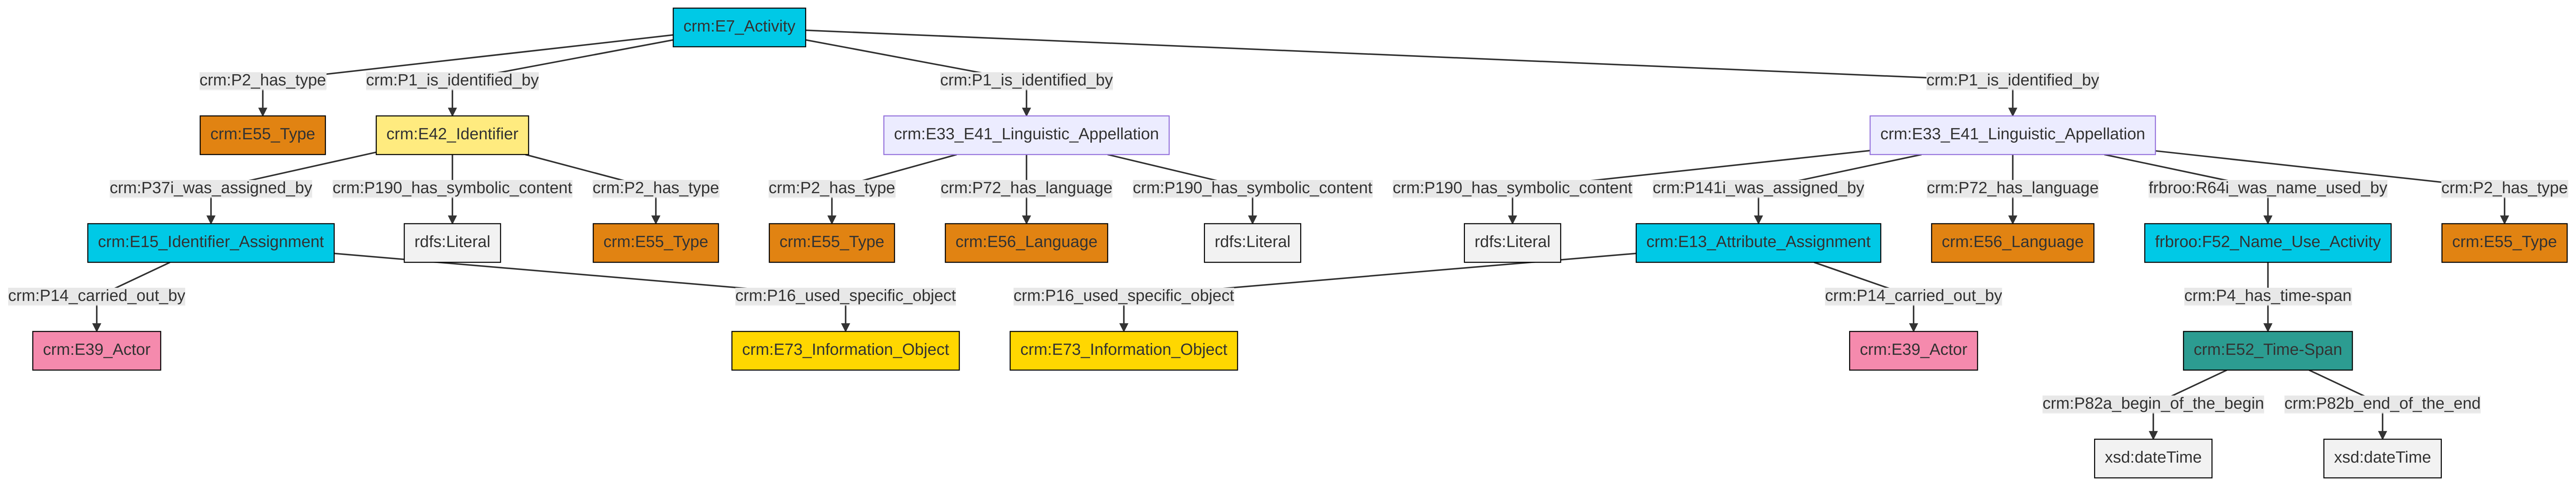 crm:E7_Activity
crm:P2_has_type
crm:P1_is_identified_by
crm:P1_is_identified_by
crm:P1_is_identified_by
crm:E55_Type
crm:E42_Identifier
crm:E33_E41_Linguistic_Appellation
crm:E33_E41_Linguistic_Appellation
crm:P37i_was_assigned_by
crm:P190_has_symbolic_content
crm:P2_has_type
crm:P2_has_type
crm:P72_has_language
crm:P190_has_symbolic_content
crm:P190_has_symbolic_content
crm:P141i_was_assigned_by
crm:P72_has_language
frbroo:R64i_was_name_used_by
crm:P2_has_type
crm:E15_Identifier_Assignment
rdfs:Literal
crm:E55_Type
crm:E55_Type
crm:E56_Language
rdfs:Literal
rdfs:Literal
crm:E13_Attribute_Assignment
crm:E56_Language
frbroo:F52_Name_Use_Activity
crm:E55_Type
crm:P14_carried_out_by
crm:P16_used_specific_object
crm:P16_used_specific_object
crm:P14_carried_out_by
crm:P4_has_time-span
crm:E39_Actor
crm:E73_Information_Object
crm:E73_Information_Object
crm:E39_Actor
crm:E52_Time-Span
crm:P82a_begin_of_the_begin
crm:P82b_end_of_the_end
xsd:dateTime
xsd:dateTime